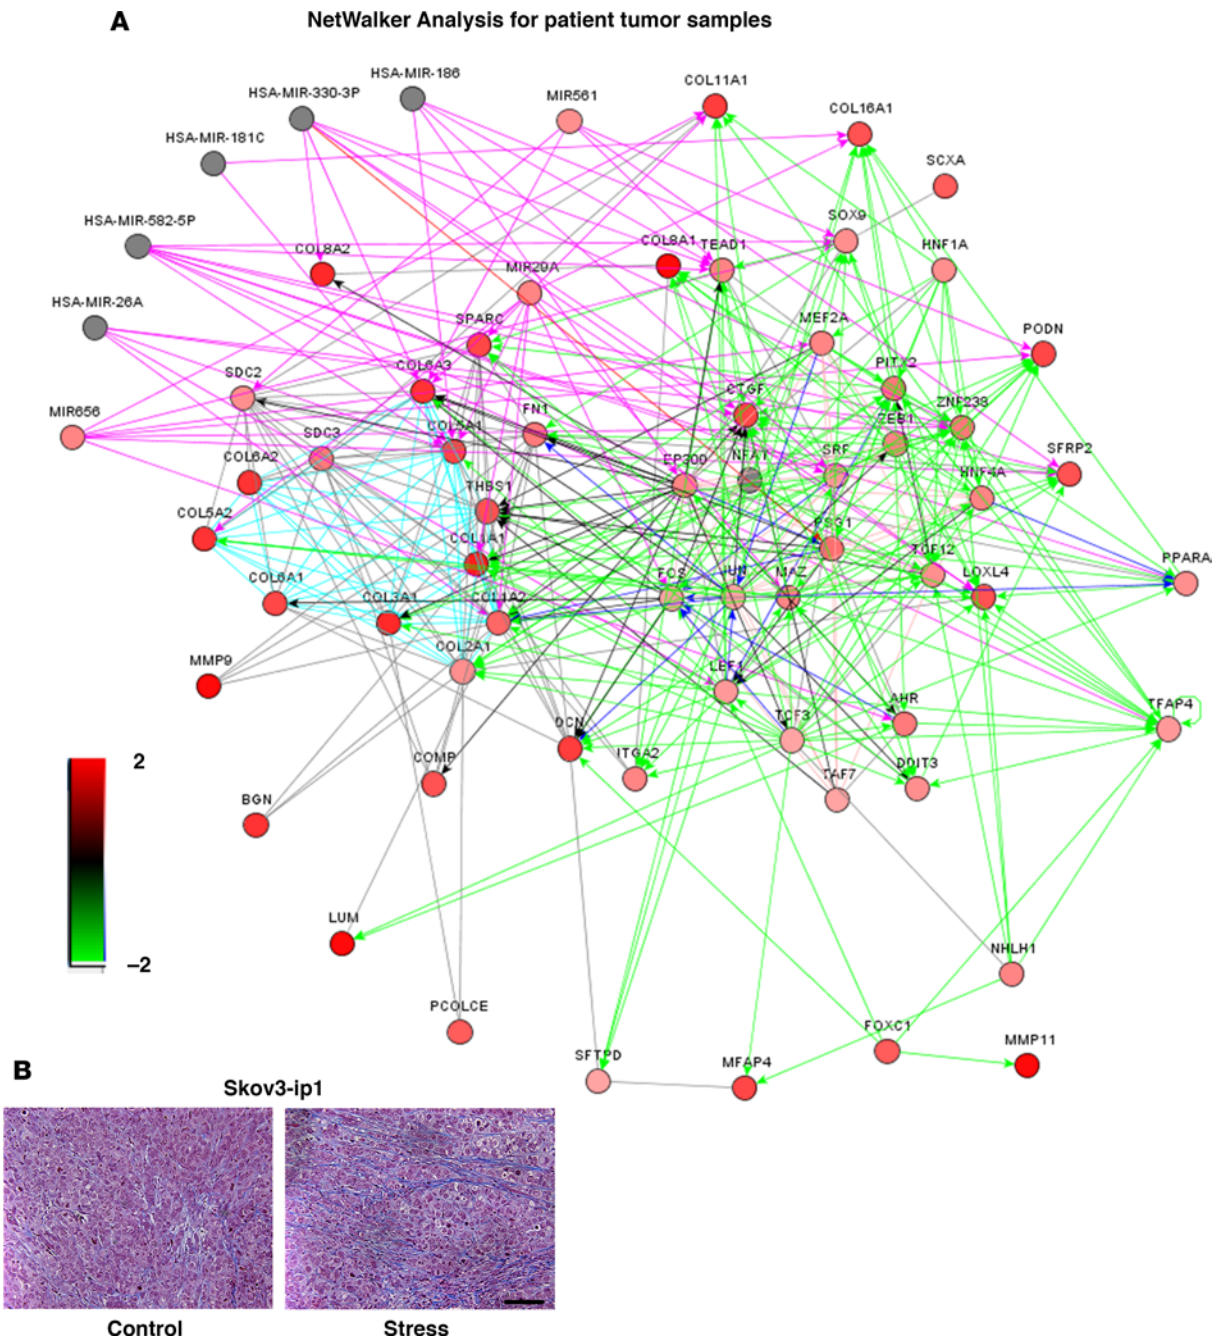 A
NetWalker Analysis for patient tumor samples
HSA-MIR-186
COL11A1
HSA-MIR-330-3P
MIR561
COL16A1
HSA-MIR-181C
SCXA
HSA-MIR-582-5P
SOX9
COL8A2
COL8A1
TEAD1
HNF1A
MIR29A
HSA-MIR-26A
SPARC
MEF2A
PODN
SDC2
COL6A3
PITX2
CTGF
ZNF238
MIR656
FN1
SDC3
COL5A1
ZEB1
COL6A2
EP300
NFAT
SRF
SFRP2
HNF4A
THBS1
COL5A2
PSG1
COL1A1
TCF12
PPARA
COL6A1
COL3A1
COL1A2
FOS
JUN
MAZ
LOXL4
COL2A1
MMP9
LEF1
AHR
TFAP4
DCN
TCF3
COMP
ITGA2
TAF7
DDIT3
2
BGN
LUM
NHLH1
–2
PCOLCE
FOXC1
MMP11
SFTPD
MFAP4
B
Skov3-ip1
Control
Stress